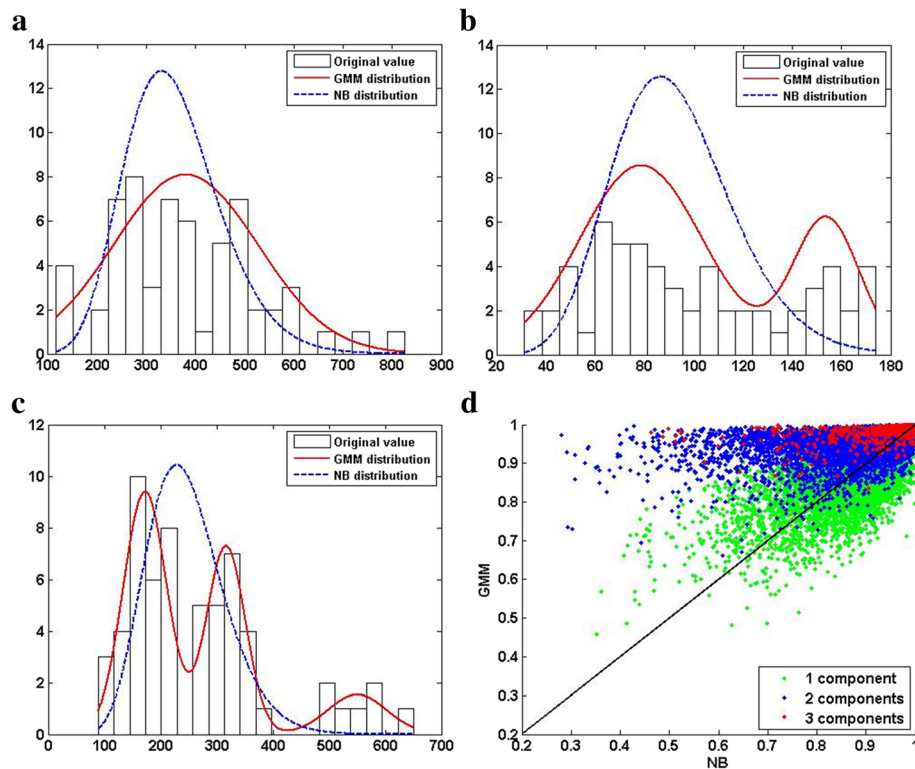 a
14
12
10
8
6
4
2
0
100 200 300 400 500 600 700 800 900
Original value
GMM distribution
NB distribution
b
14
12
10
8
6
4
2
0
20 40 60 80 100 120 140 160 180
Original value
GMM distribution
NB distribution
c
12
10
8
6
4
2
0
0 100 200 300 400 500 600 700
Original value
GMM distribution
NB distribution
d
1
0.9
0.8
0.7
0.6
0.5
0.4
0.3
0.2
GMM
0.2 0.3 0.4 0.5 0.6 0.7 0.8 0.9 1
NB
1 component
2 components
3 components